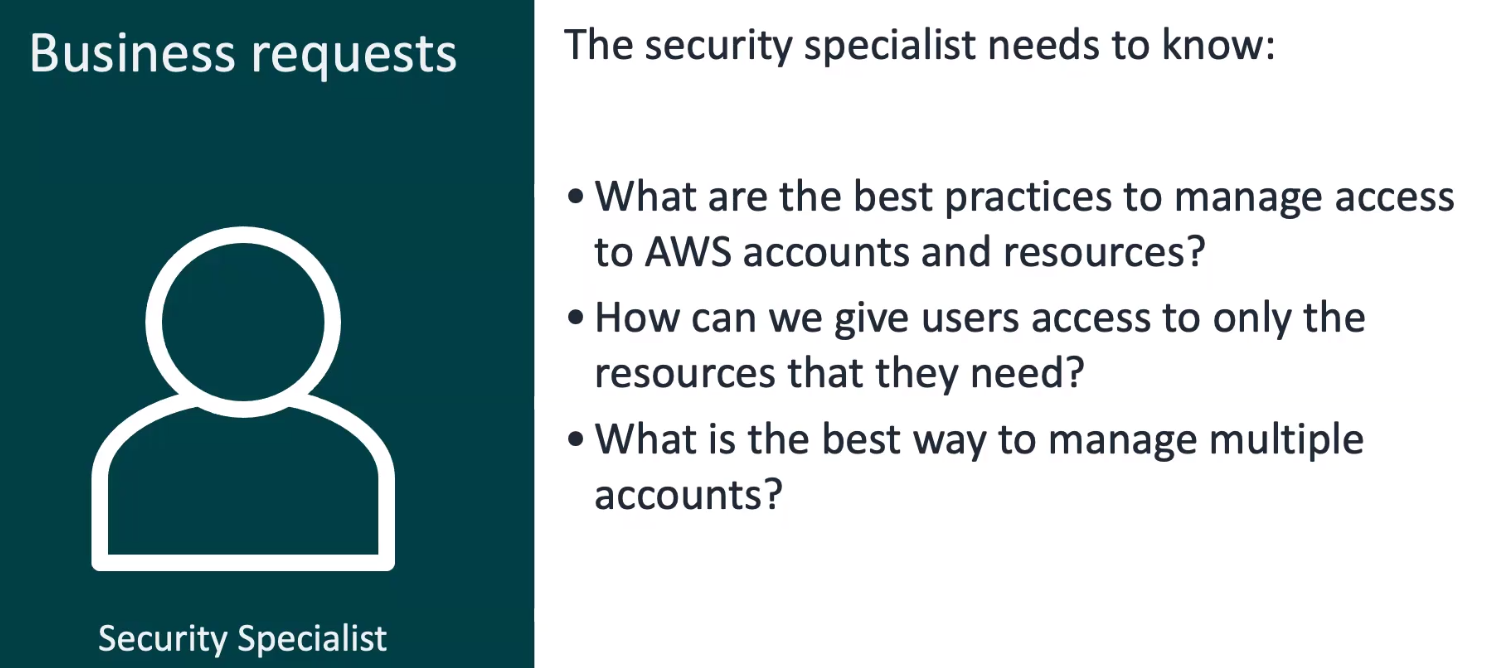 Business requests
Security Specialist
The security specialist needs to know:
• What are the best practices to manage access
to AWS accounts and resources?
• How can we give users access to only the
resources that they need?
• What is the best way to manage multiple
accounts?